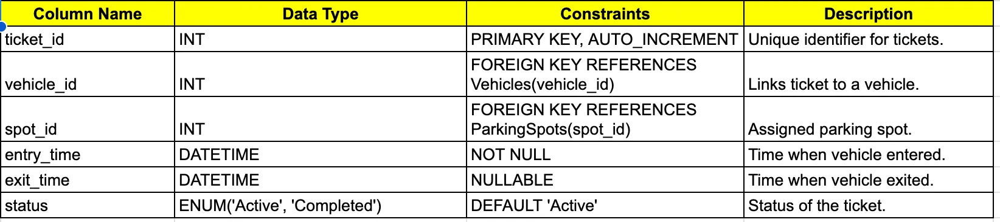 Column Name Data Type Constraints Description
ticket_id INT PRIMARY KEY, AUTO_INCREMENT Unique identifier for tickets.
FOREIGN KEY REFERENCES
vehicle_id INT Vehicles(vehicle_id) Links ticket to a vehicle.
FOREIGN KEY REFERENCES
spot_id INT ParkingSpots(spot_id) Assigned parking spot.
entry_time DATETIME NOT NULL Time when vehicle entered.
exit_time DATETIME NULLABLE Time when vehicle exited.
status ENUM('Active', 'Completed') DEFAULT 'Active' Status of the ticket.